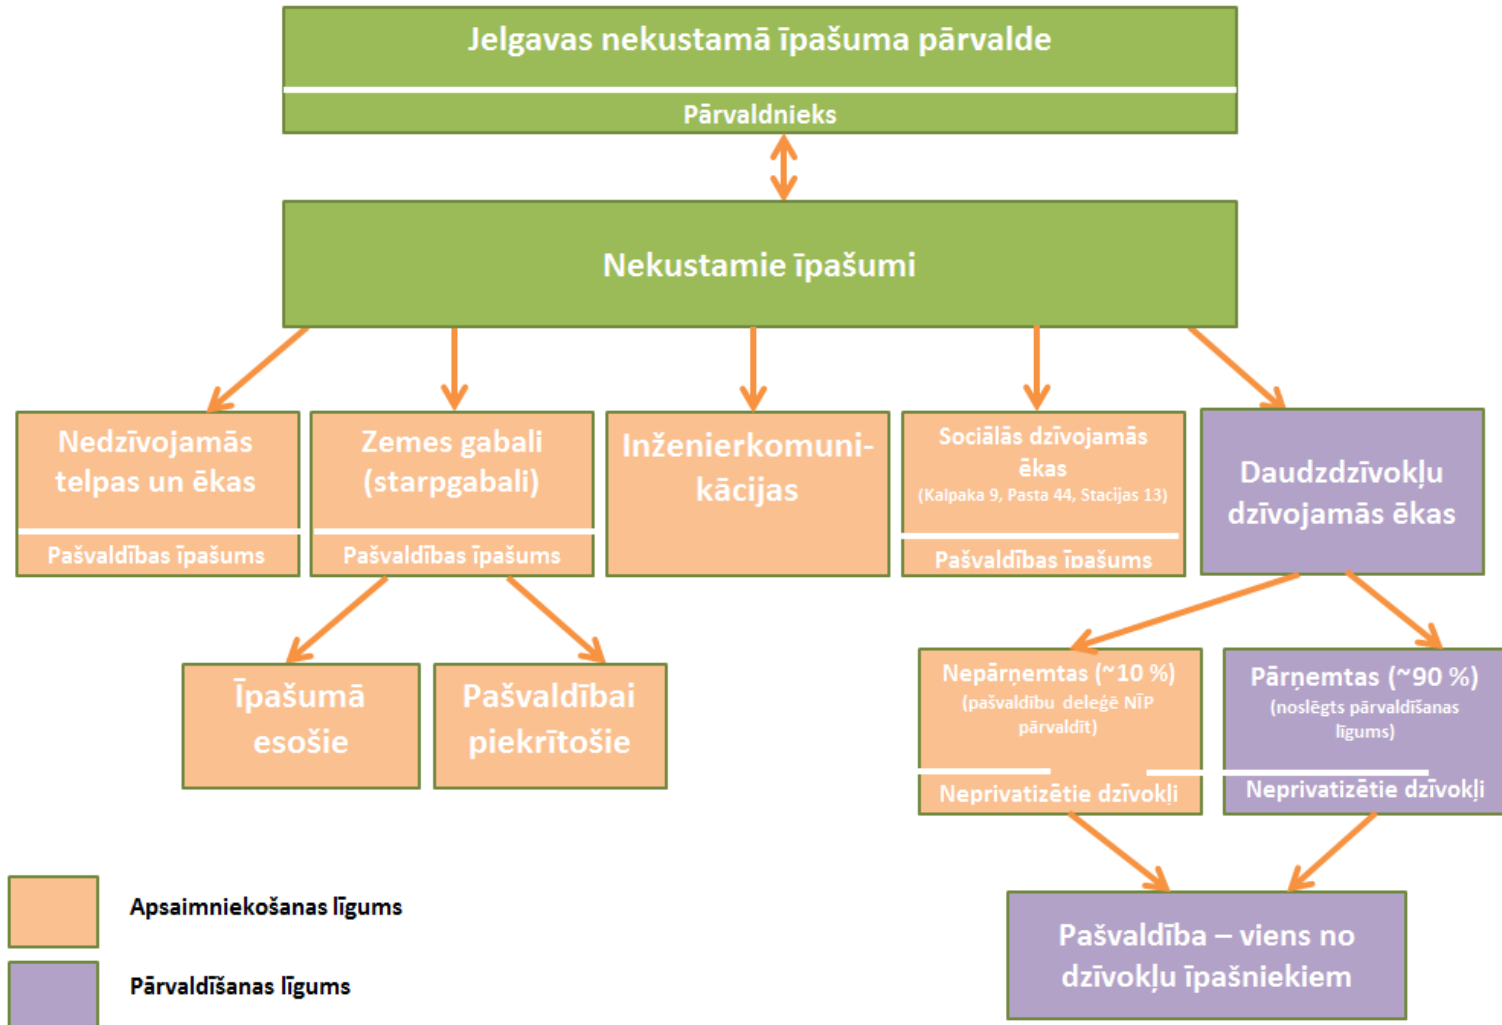 Jelgavas nekustamā īpašuma pārvalde
Pārvaldnieks
Nekustamie īpašumi
Nedzīvojamās
telpas un ēkas
Pašvaldības īpašums
Zemes gabali
(starpgabali)
Pašvaldības īpašums
Inženierkomuni-
kācijas
Sociālās dzīvojamās
ēkas
(Kalpaka 9, Pasta 44, Stacijas 13)
Pašvaldības īpašums
Daudzdzīvokļu
dzīvojamās ēkas
Īpašumā
esošie
Pašvaldībai
piekrītošie
Nepārņemtas (~10 %)
(pašvaldību deleģē NĪP
pārvaldīt)
Neprivatizētie dzīvokļi
Pārņemtas (~90 %)
(noslēgts pārvaldīšanas
līgums)
Neprivatizētie dzīvokļi
Pašvaldība – viens no
dzīvokļu īpašniekiem
Apsaimniekošanas līgums
Pārvaldīšanas līgums